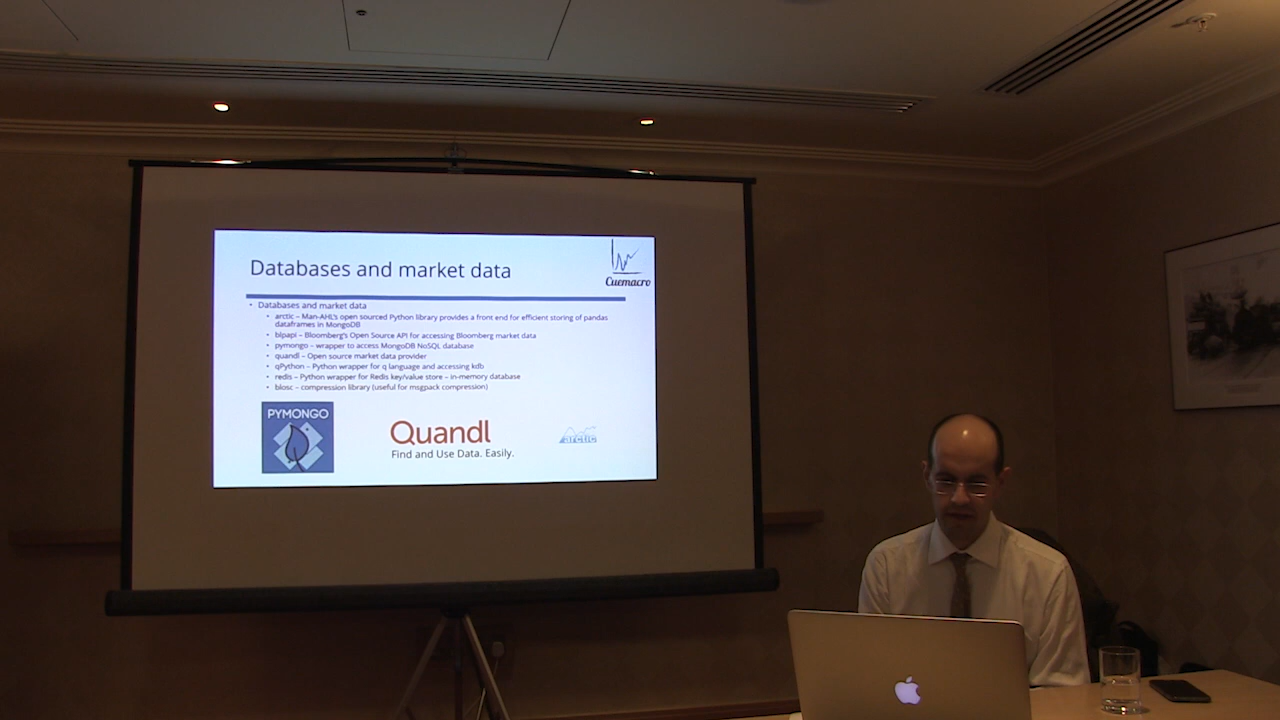 Databases and market data
Cuemacro
• Databases and market data
• arctic – Man-AHL's open sourced Python library provides a front end for efficient storing of pandas
dataframes in MongoDB
• blpapi – Bloomberg's Open Source API for accessing Bloomberg market data
• pymongo – wrapper to access MongoDB NoSQL database
• quandl – Open source market data provider
• qPython – Python wrapper for q language and accessing kdb
• redis – Python wrapper for Redis key/value store – in-memory database
• blosc – compression library (useful for msgpack compression)
PYMONGO
Quandl
Find and Use Data. Easily.
arctic